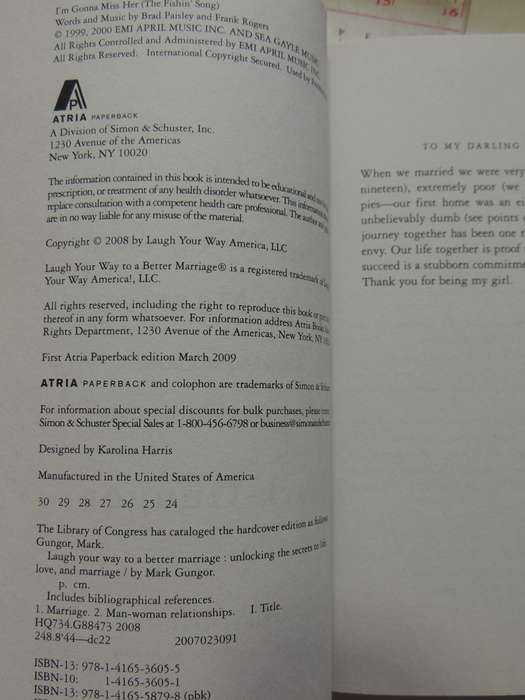 I'm Gonna Miss Her (The Fishin' Song)
Words and Music by Brad Paisley and Frank Rogers
© 1999, 2000 EMI APRIL MUSIC INC. AND SEA GAYLE MUSIC
All Rights Controlled and Administered by EMI APRIL MUSIC INC.
All Rights Reserved. International Copyright Secured. Used by
ATRIA PAPERBACK
A Division of Simon & Schuster, Inc.
1230 Avenue of the Americas
New York, NY 10020
The information contained in this book is intended to be educational and
prescription, or treatment of any health disorder whatsoever. This information
replace consultation with a competent health care professional. The author
are in no way liable for any misuse of the material.
Copyright © 2008 by Laugh Your Way America, LLC
Laugh Your Way to a Better Marriage® is a registered trademark of
Your Way America!, LLC.
All rights reserved, including the right to reproduce this book or
thereof in any form whatsoever. For information address Atria Books
Rights Department, 1230 Avenue of the Americas, New York, NY
First Atria Paperback edition March 2009
ATRIA PAPERBACK and colophon are trademarks of Simon &
For information about special discounts for bulk purchases, please
Simon & Schuster Special Sales at 1-800-456-6798 or
Designed by Karolina Harris
Manufactured in the United States of America
30 29 28 27 26 25 24
The Library of Congress has cataloged the hardcover edition as follows
Gungor, Mark.
Laugh your way to a better marriage : unlocking the secrets to life
love, and marriage / by Mark Gungor.
p. cm.
Includes bibliographical references.
1. Marriage. 2. Man-woman relationships. I. Title.
HQ734.G88473 2008
248.8'44—dc22 2007023091
ISBN-13: 978-1-4165-3605-5
ISBN-10: 1-4165-3605-1
ISBN-13: 978-1-4165-5879-8 (pbk)
TO MY DARLING
When we married we were very
nineteen), extremely poor (we
pies—our first home was an
unbelievably dumb (see points
journey together has been one
envy. Our life together is proof
succeed is a stubborn
Thank you for being my girl.